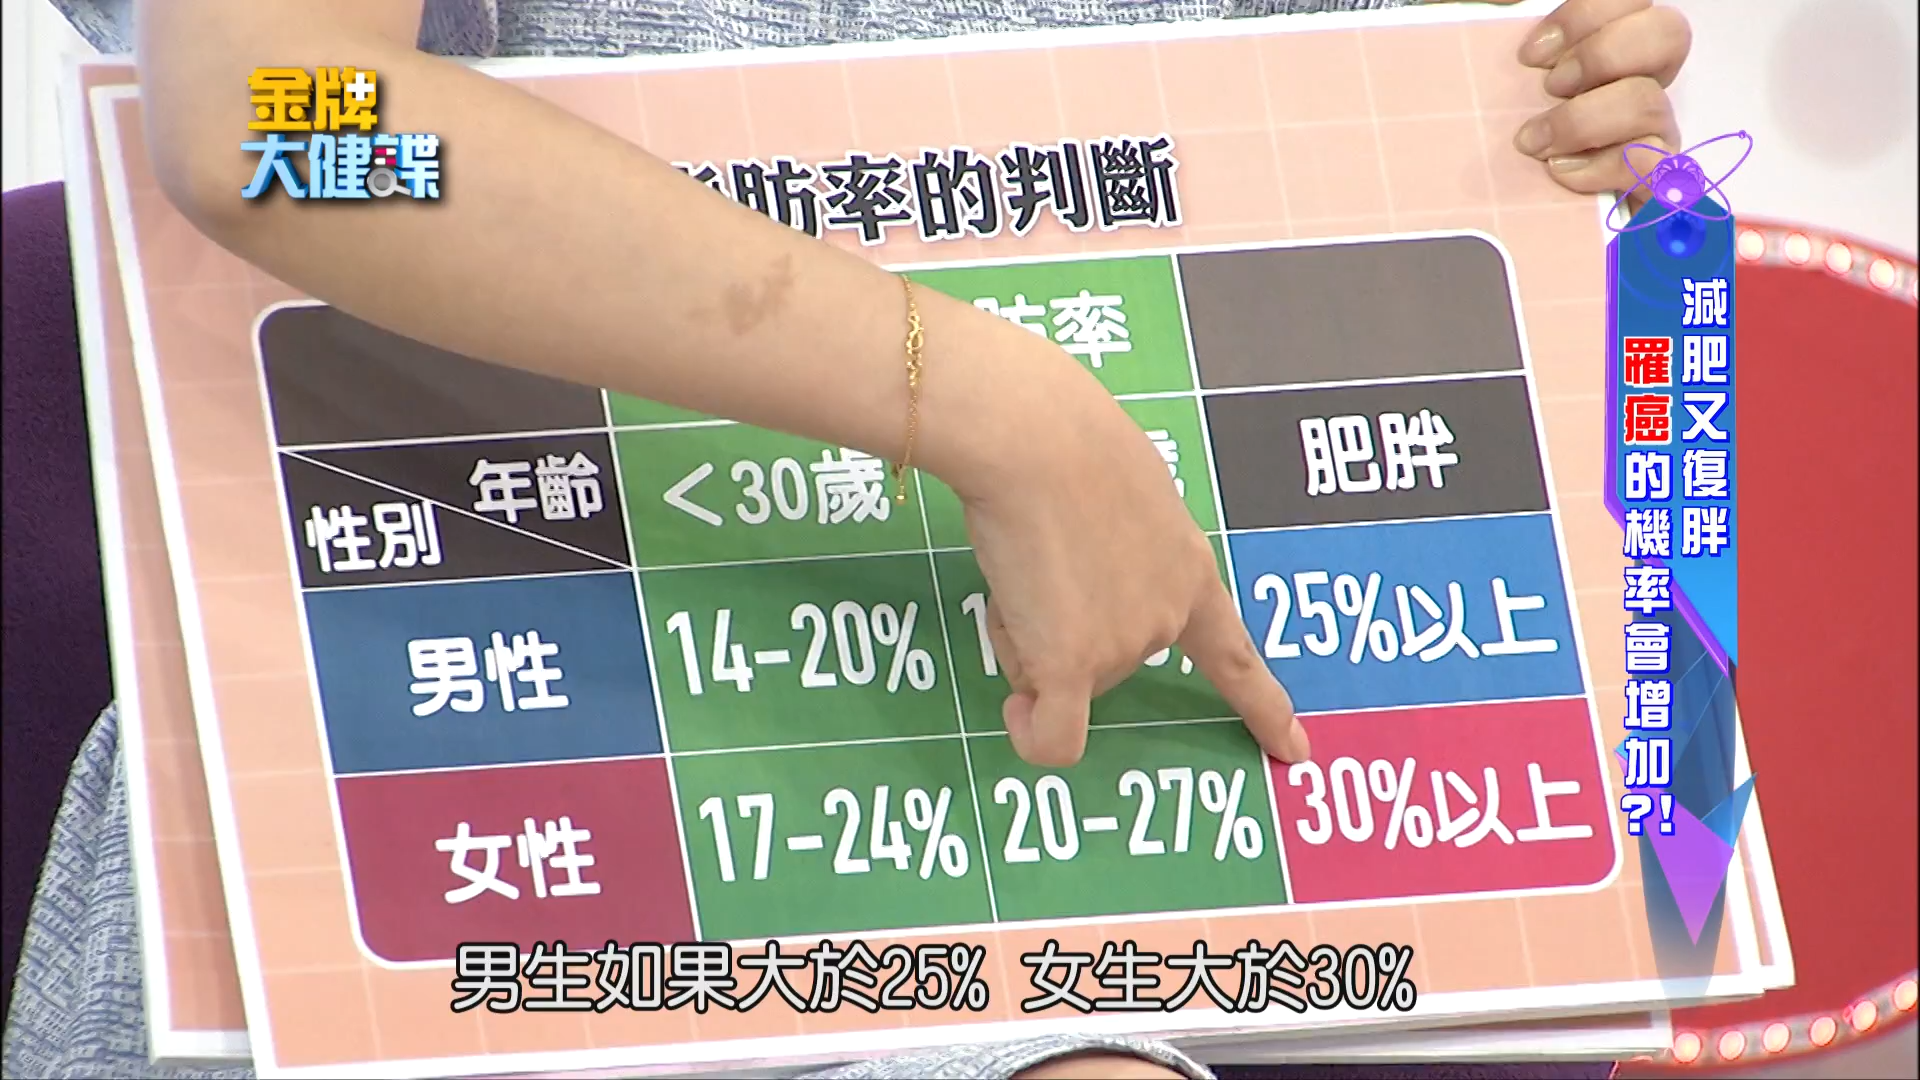 金牌
大健諜
肪率的判斷
肪率
年齡
性別
<30歲
歲
肥胖
男性
14-20%
25%以上
女性
17-24%
20-27%
30%以上
減肥又復胖
罹癌的機率會增加?!
男生如果大於25% 女生大於30%